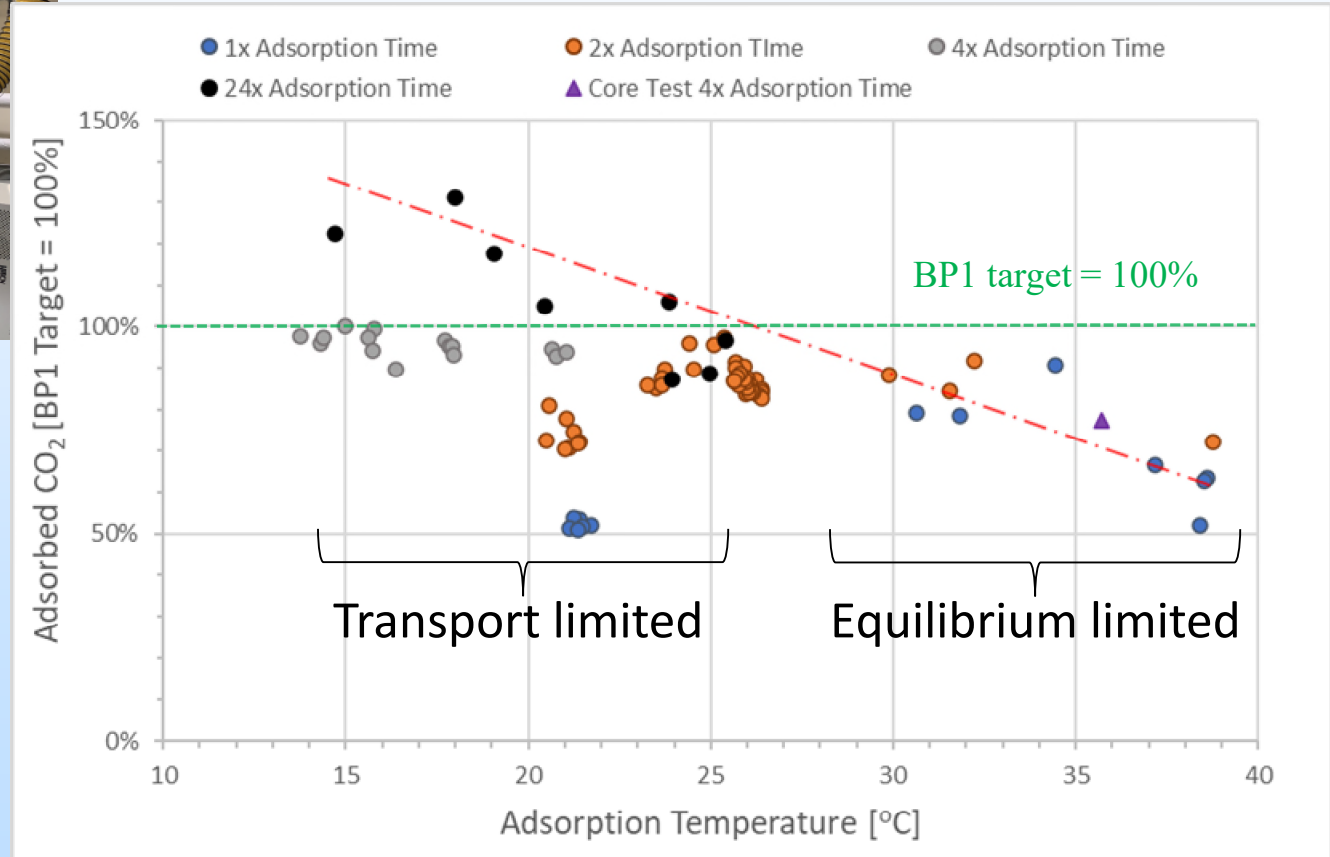 1x Adsorption Time
2x Adsorption TIme
4x Adsorption Time
24x Adsorption Time
Core Test 4x Adsorption Time
150%
100%
50%
0%
Adsorbed CO₂ [BP1 Target = 100%]
BP1 target = 100%
Transport limited
Equilibrium limited
10
15
20
25
30
35
40
Adsorption Temperature [°C]